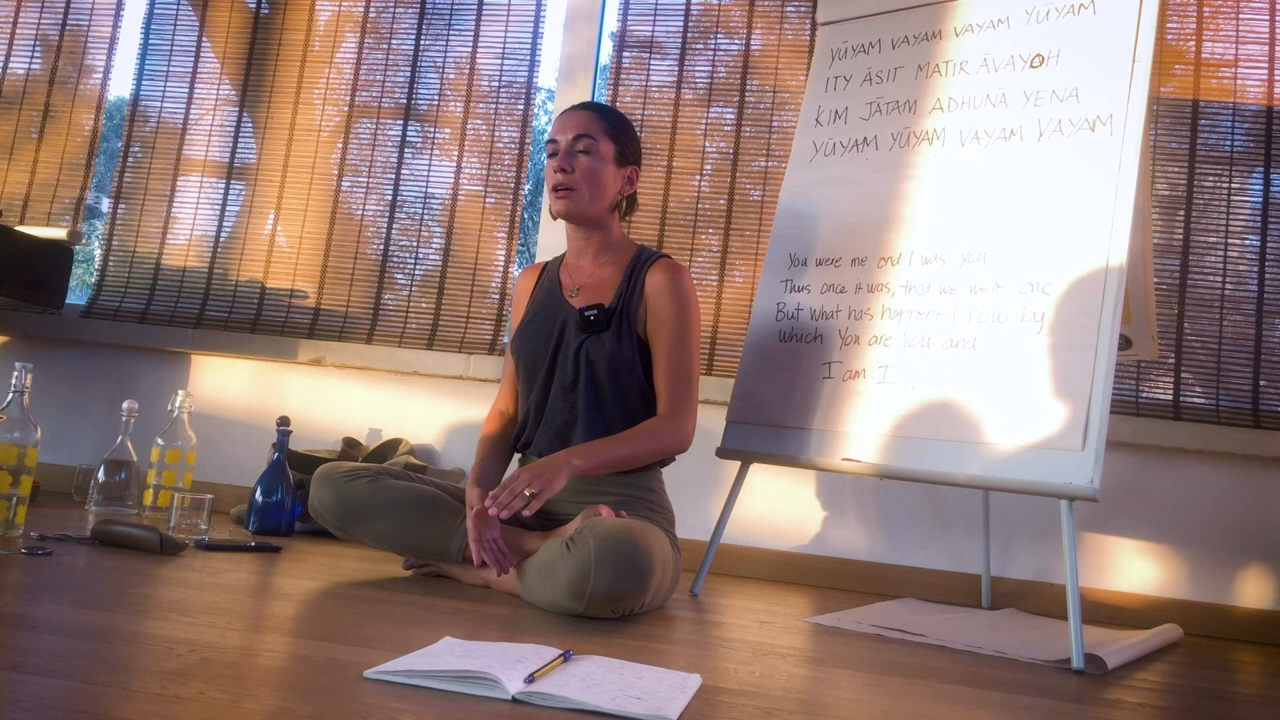 YŪYAM VAYAM VAYAM YŪYAM
ITY ĀSIT MATIR ĀVAYOH
KIM JĀTAM ADHUNĀ YENA
YŪYAM YŪYAM VAYAM VAYAM
You were me and I was you
Thus once it was, that we were one
But what has happened now by
which You are You and
I am I